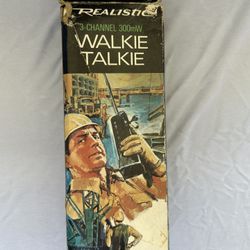 REALISTIC
3-CHANNEL 300mW
WALKIE
TALKIE